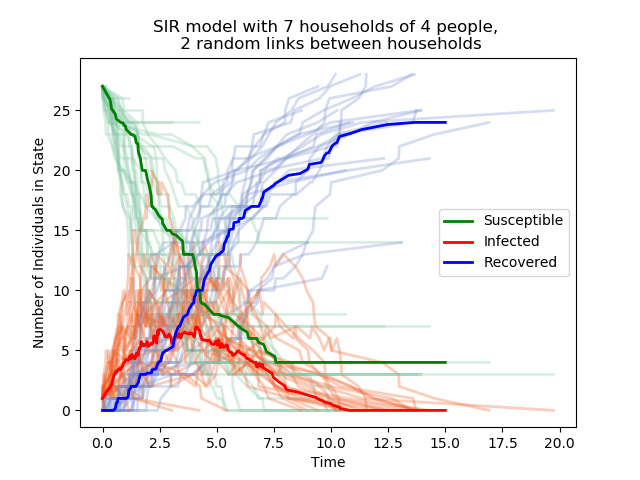 SIR model with 7 households of 4 people,
2 random links between households
Number of Individuals in State
25
20
15
10
5
0
Susceptible
Infected
Recovered
0.0 2.5 5.0 7.5 10.0 12.5 15.0 17.5 20.0
Time